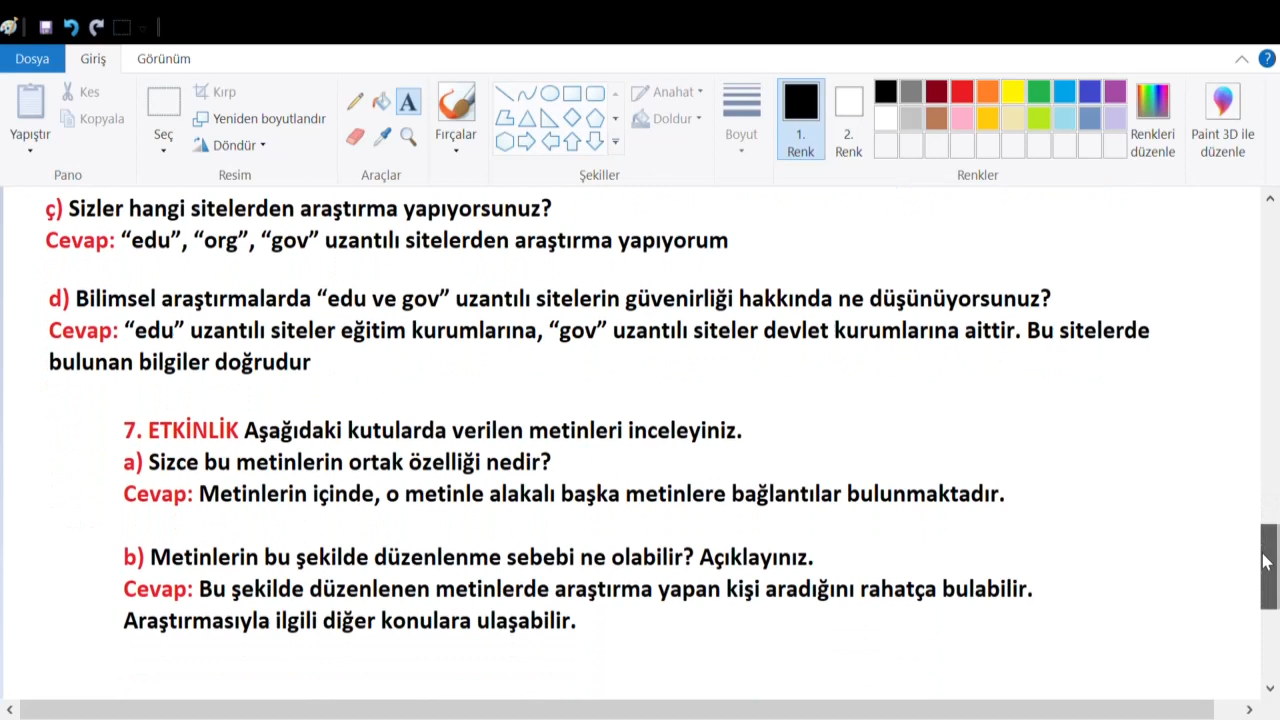 Dosya Giriş Görünüm
Yapıştır
Kes
Kopyala
Pano
Seç
Kırp
Yeniden boyutlandır
Döndür
Resim
A
Araçlar
Fırçalar
Şekiller
Anahat
Doldur
Boyut
1. Renk
2. Renk
Renkler
Renkleri düzenle
Paint 3D ile düzenle
?
ç) Sizler hangi sitelerden araştırma yapıyorsunuz?
Cevap: “edu”, “org”, “gov” uzantılı sitelerden araştırma yapıyorum
d) Bilimsel araştırmalarda “edu ve gov” uzantılı sitelerin güvenirliği hakkında ne düşünüyorsunuz?
Cevap: “edu” uzantılı siteler eğitim kurumlarına, “gov” uzantılı siteler devlet kurumlarına aittir. Bu sitelerde
bulunan bilgiler doğrudur
7. ETKİNLİK Aşağıdaki kutularda verilen metinleri inceleyiniz.
a) Sizce bu metinlerin ortak özelliği nedir?
Cevap: Metinlerin içinde, o metinle alakalı başka metinlere bağlantılar bulunmaktadır.
b) Metinlerin bu şekilde düzenlenme sebebi ne olabilir? Açıklayınız.
Cevap: Bu şekilde düzenlenen metinlerde araştırma yapan kişi aradığını rahatça bulabilir.
Araştırmasıyla ilgili diğer konulara ulaşabilir.